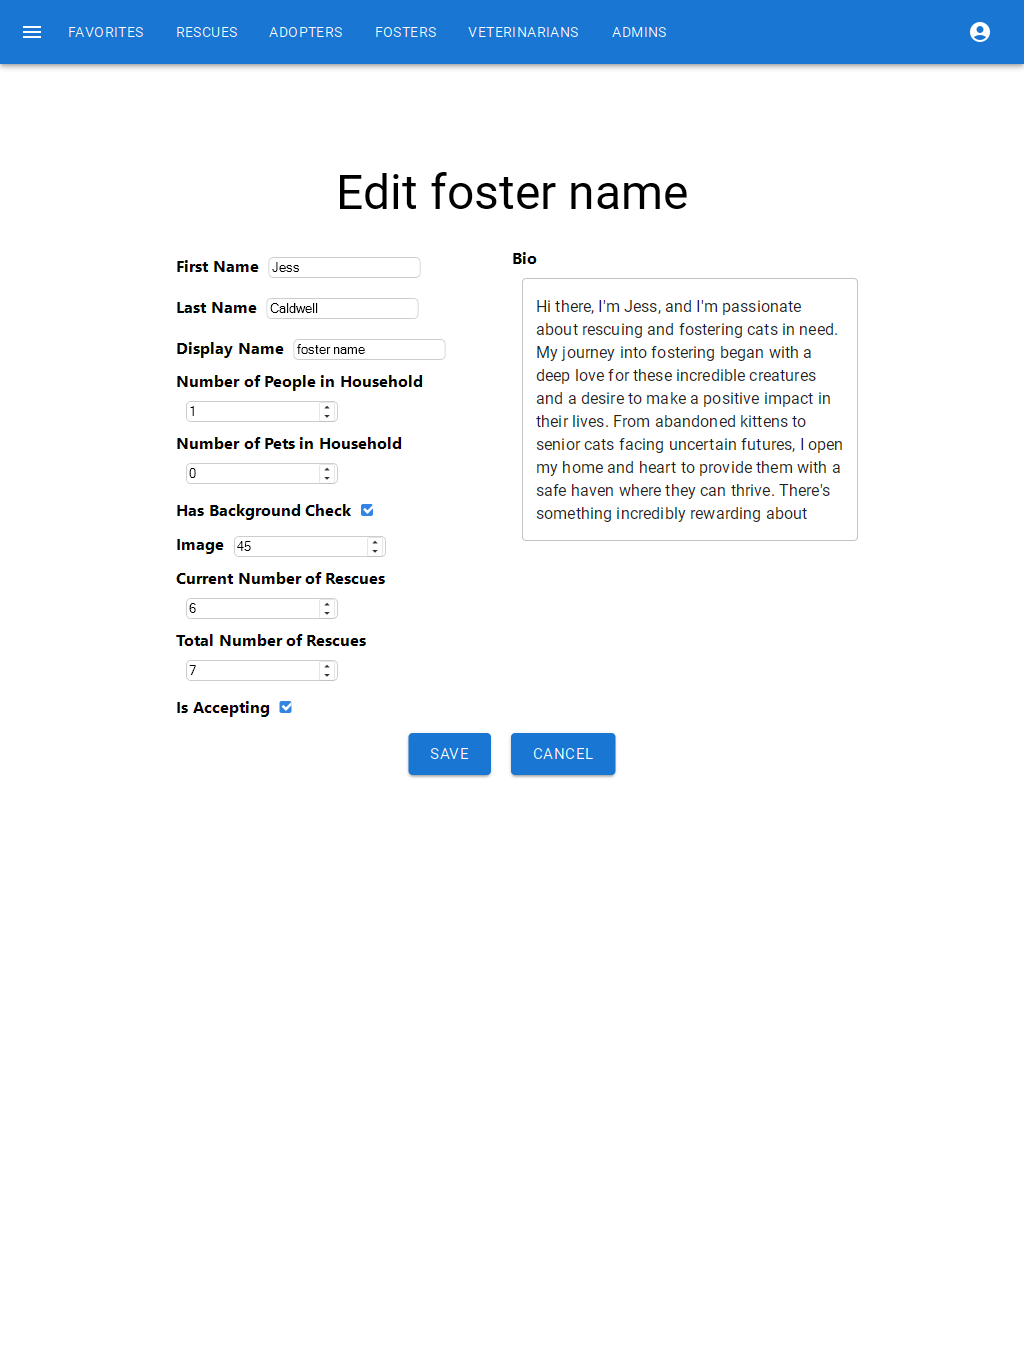 FAVORITES RESCUES ADOPTERS FOSTERS VETERINARIANS ADMINS
Edit foster name
First Name Jess
Last Name Caldwell
Display Name foster name
Number of People in Household
1
Number of Pets in Household
0
Has Background Check
Image 45
Current Number of Rescues
6
Total Number of Rescues
7
Is Accepting
Bio
Hi there, I'm Jess, and I'm passionate
about rescuing and fostering cats in need.
My journey into fostering began with a
deep love for these incredible creatures
and a desire to make a positive impact in
their lives. From abandoned kittens to
senior cats facing uncertain futures, I open
my home and heart to provide them with a
safe haven where they can thrive. There's
something incredibly rewarding about
SAVE CANCEL